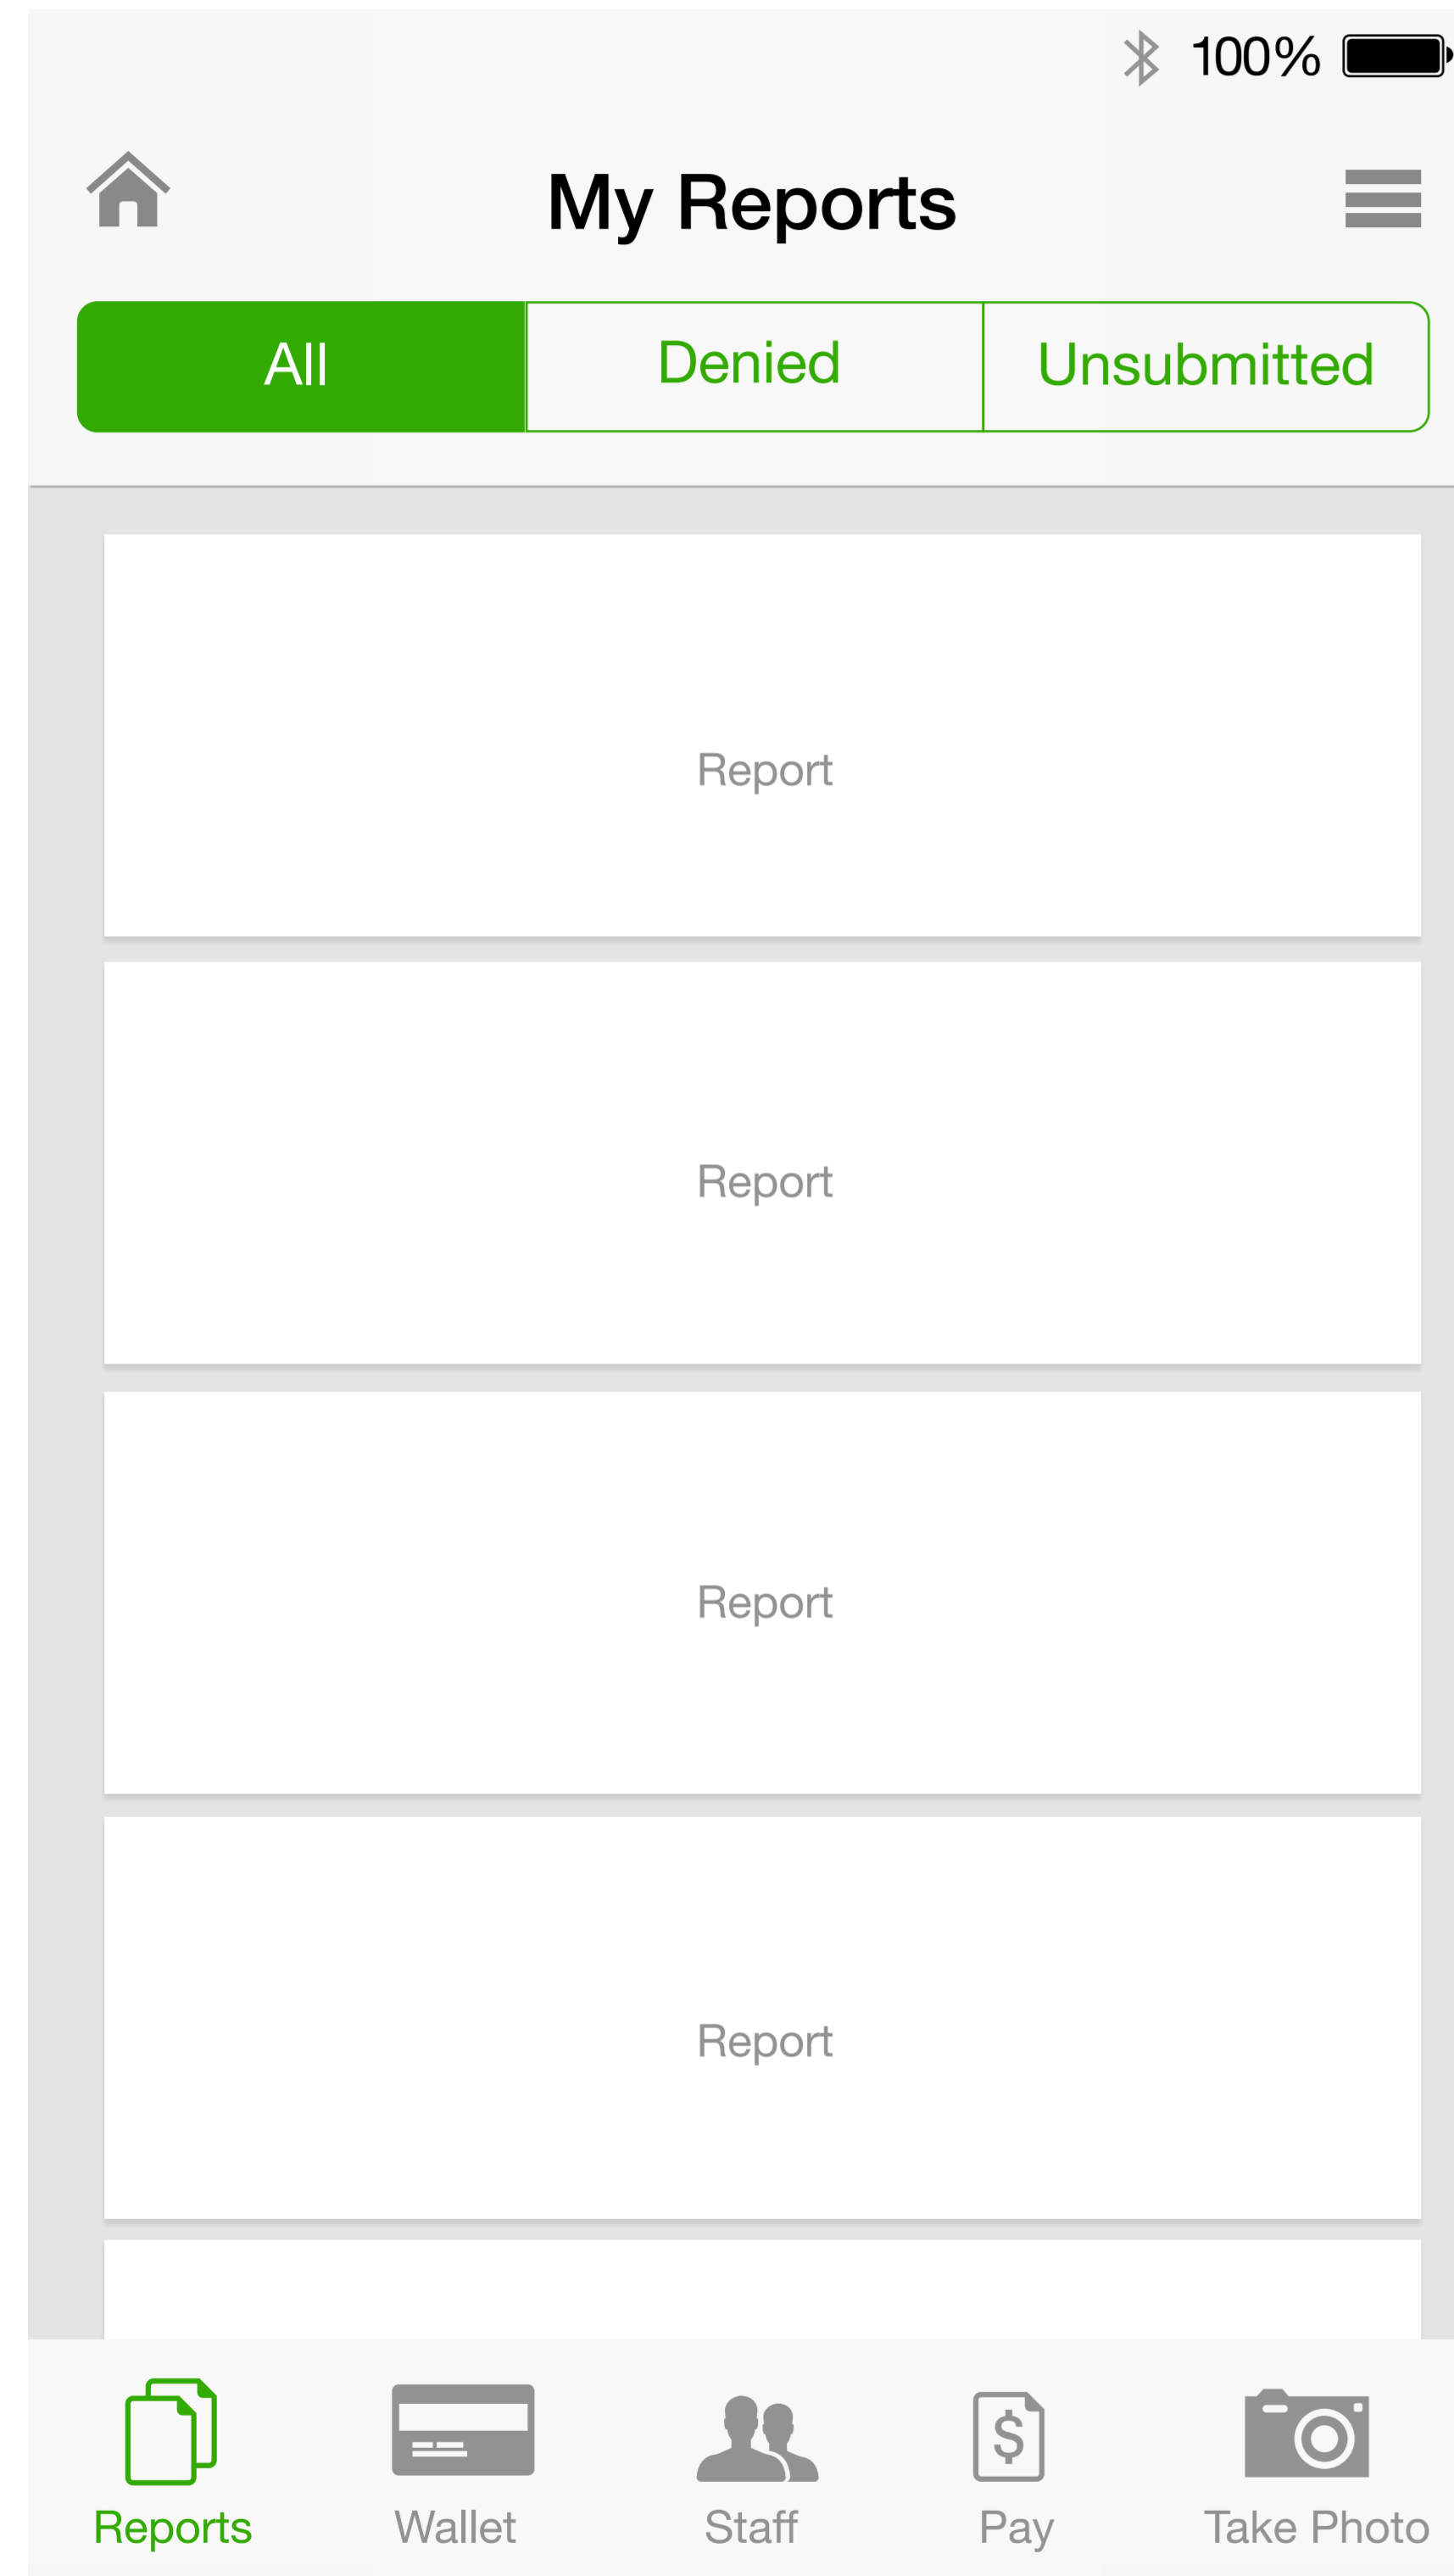 100%
My Reports
All Denied Unsubmitted
Report
Report
Report
Report
$
Reports Wallet Staff Pay Take Photo